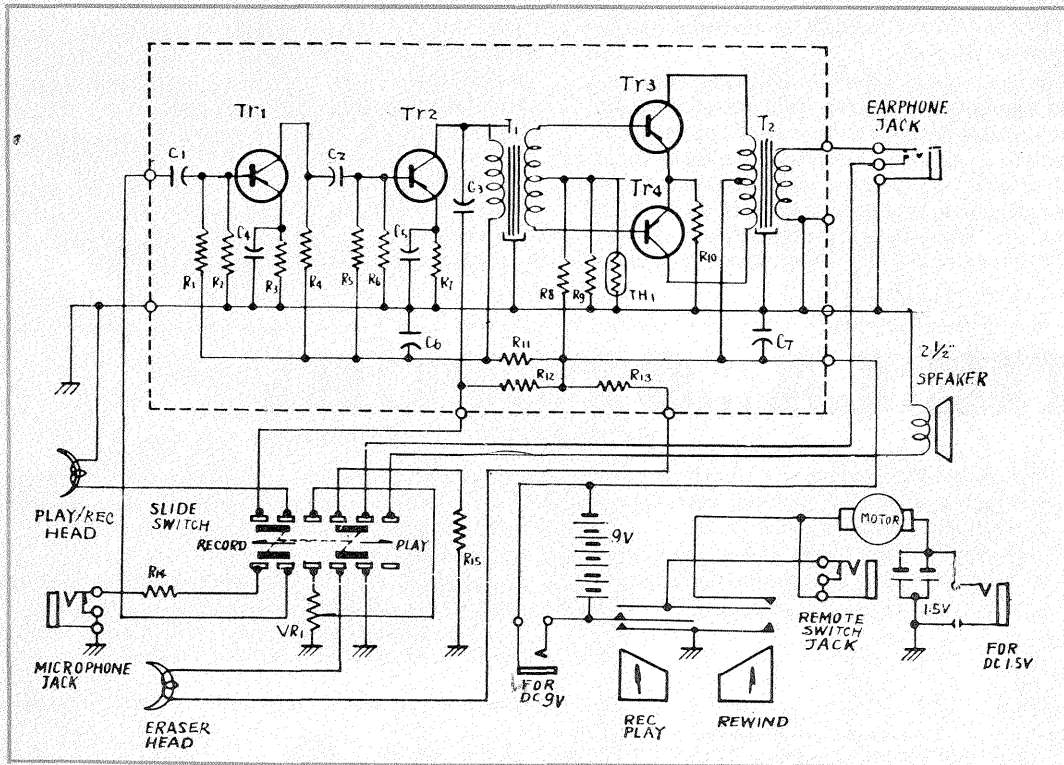 Tr1
Tr2
Tr3
Tr4
T1
T2
EARPHONE
JACK
C1
C2
C3
C4
C5
R1
R2
R3
R4
R5
R6
R7
R8
R9
TH1
R10
C6
C7
R11
R12
R13
2½"
SPEAKER
PLAY/REC
HEAD
SLIDE
SWITCH
RECORD
PLAY
R14
R15
VR1
MICROPHONE
JACK
ERASER
HEAD
9V
FOR
DC 9V
REC
PLAY
REWIND
MOTOR
REMOTE
SWITCH
JACK
1.5V
FOR
DC 1.5V